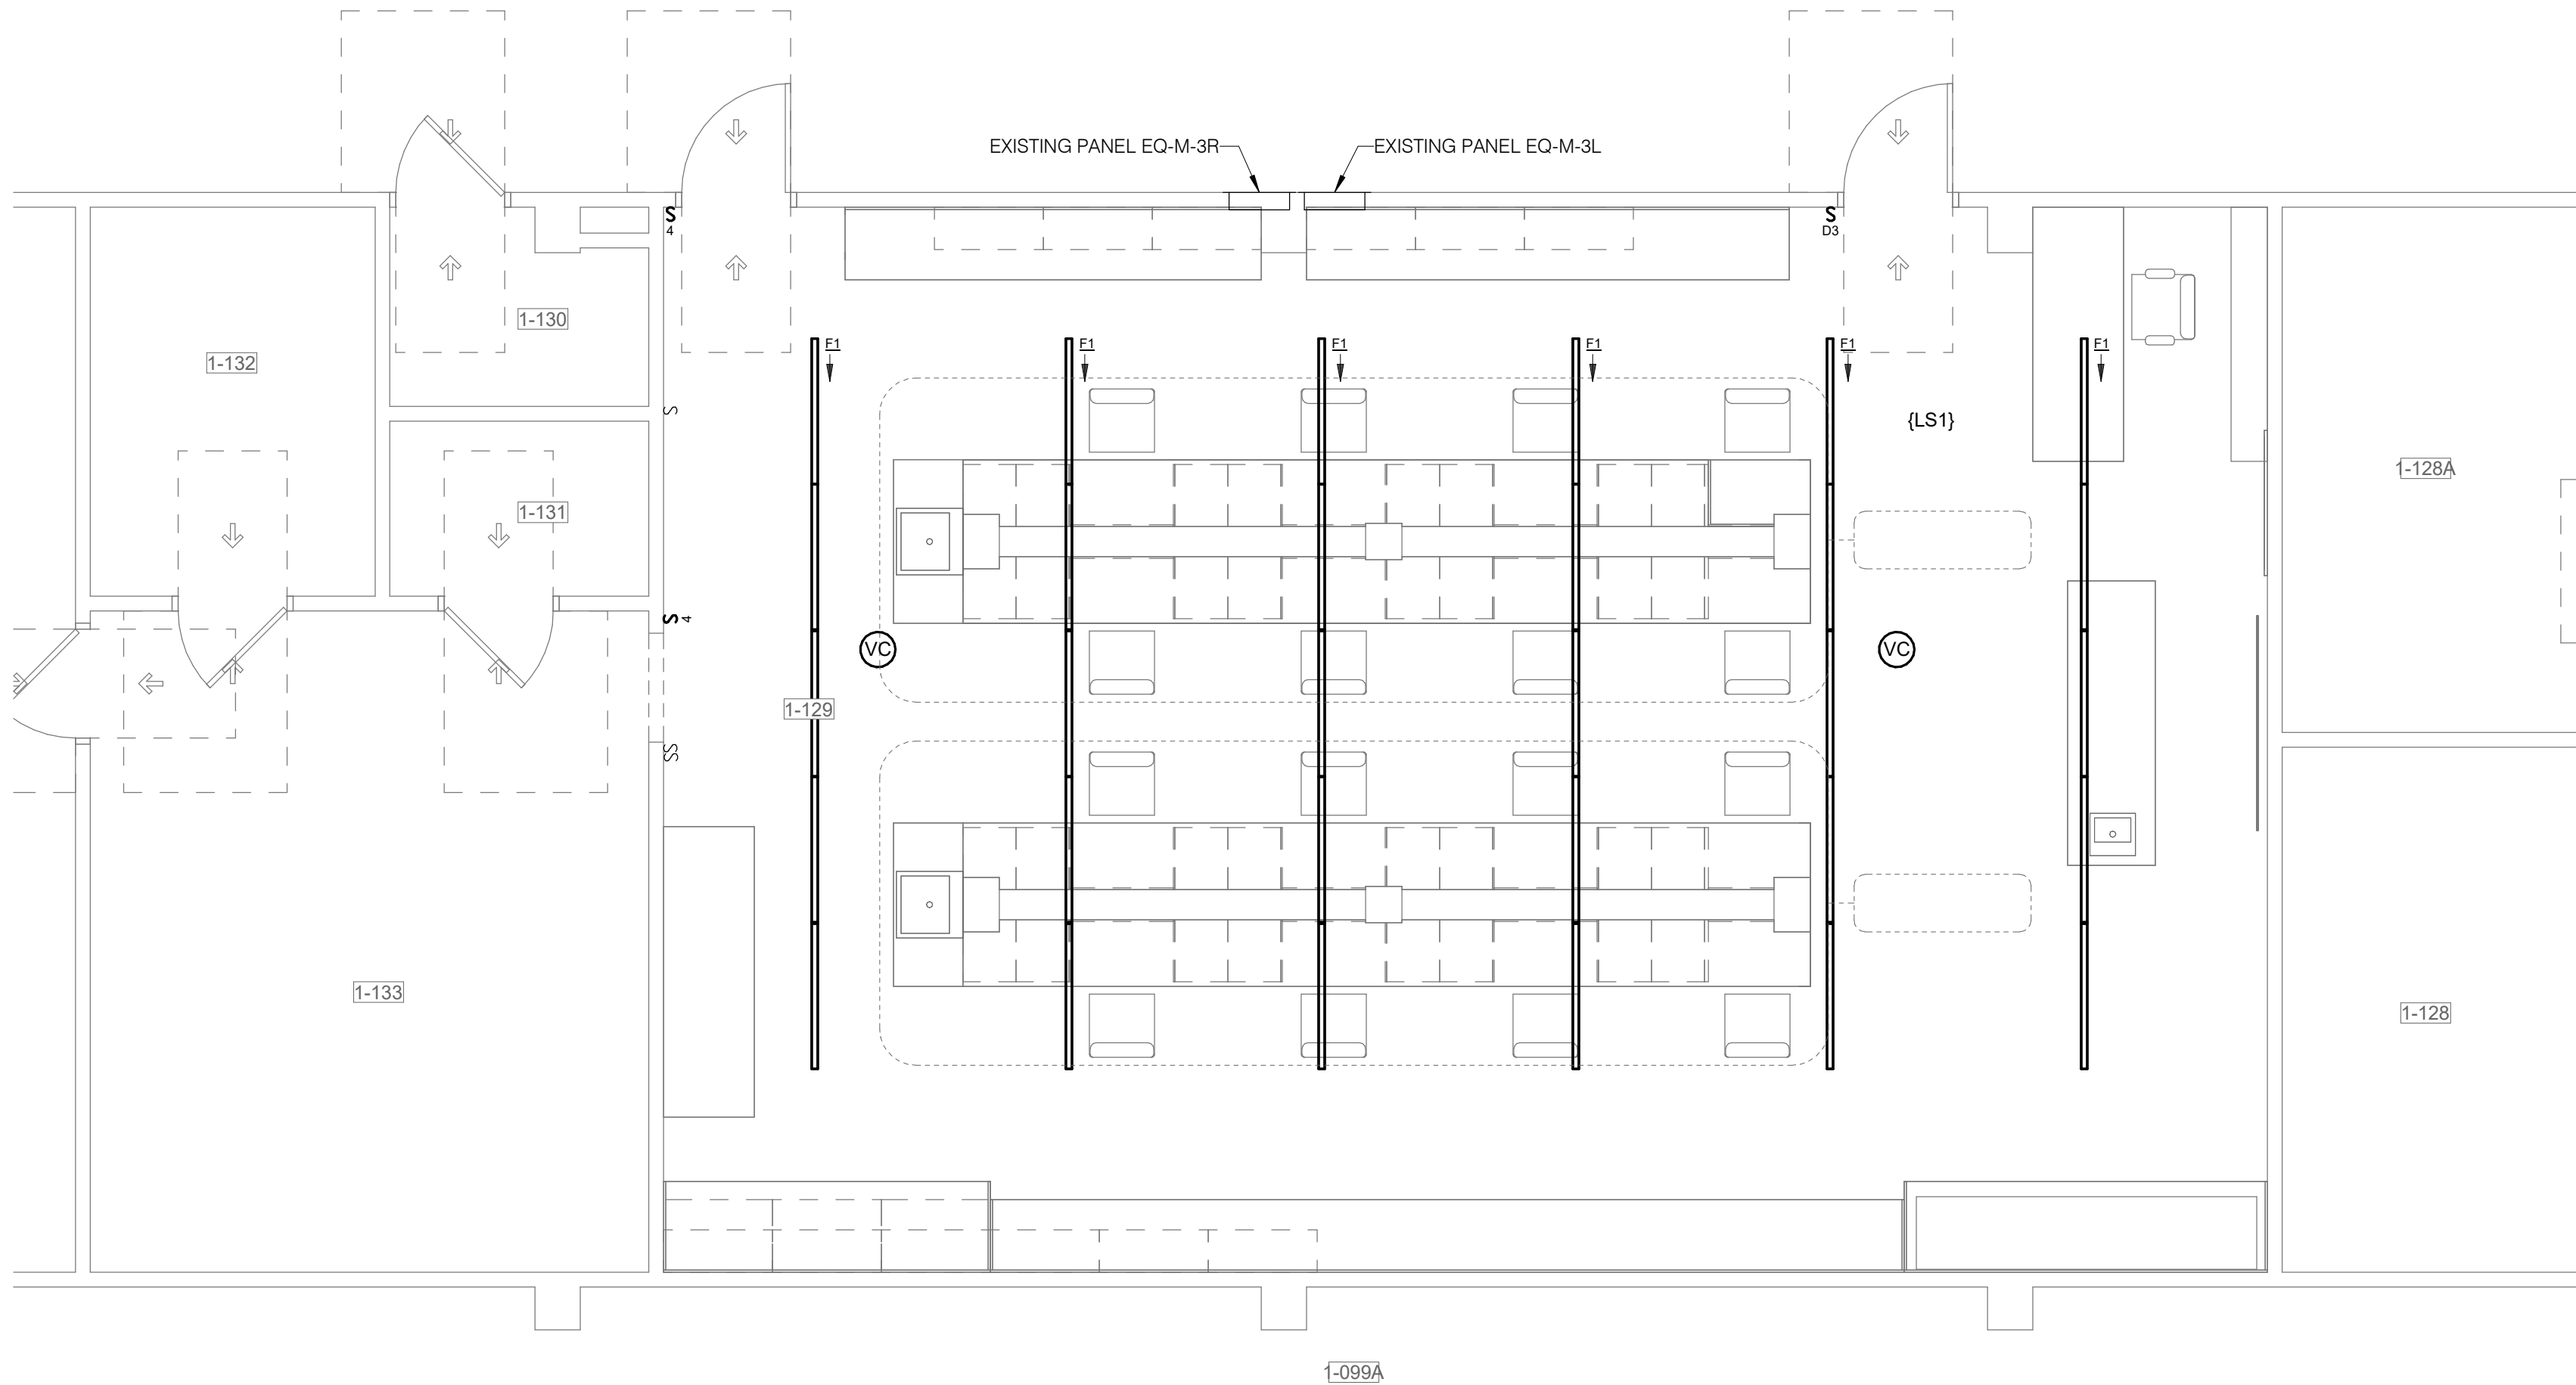 EXISTING PANEL EQ-M-3R
EXISTING PANEL EQ-M-3L
S
4
S
D3
1-130
1-132
F1
F1
F1
F1
F1
F1
S
{LS1}
1-128A
1-131
S
4
VC
VC
1-129
SS
1-133
1-128
1-099A